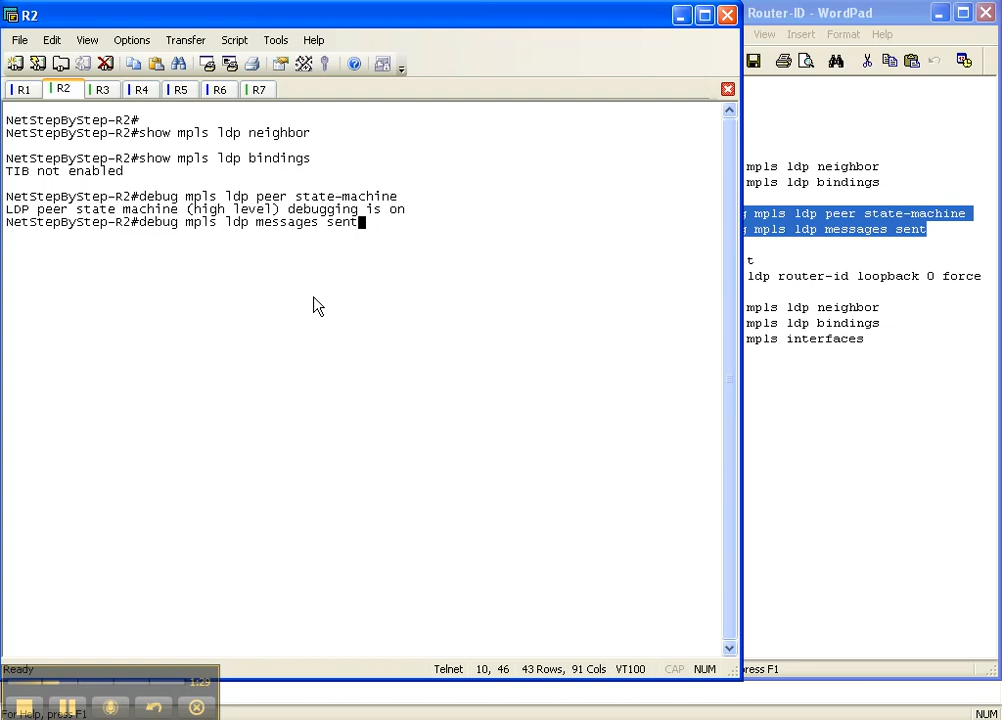 R2
File Edit View Options Transfer Script Tools Help
R1 R2 R3 R4 R5 R6 R7
NetStepByStep-R2#
NetStepByStep-R2#show mpls ldp neighbor
NetStepByStep-R2#show mpls ldp bindings
TIB not enabled
NetStepByStep-R2#debug mpls ldp peer state-machine
LDP peer state machine (high level) debugging is on
NetStepByStep-R2#debug mpls ldp messages sent
Ready
Telnet 10, 46 43 Rows, 91 Cols VT100 CAP NUM
1:29
For Help, press F1
Router-ID - WordPad
View Insert Format Help
mpls ldp neighbor
mpls ldp bindings
g mpls ldp peer state-machine
g mpls ldp messages sent
t
ldp router-id loopback 0 force
mpls ldp neighbor
mpls ldp bindings
mpls interfaces
press F1
NUM